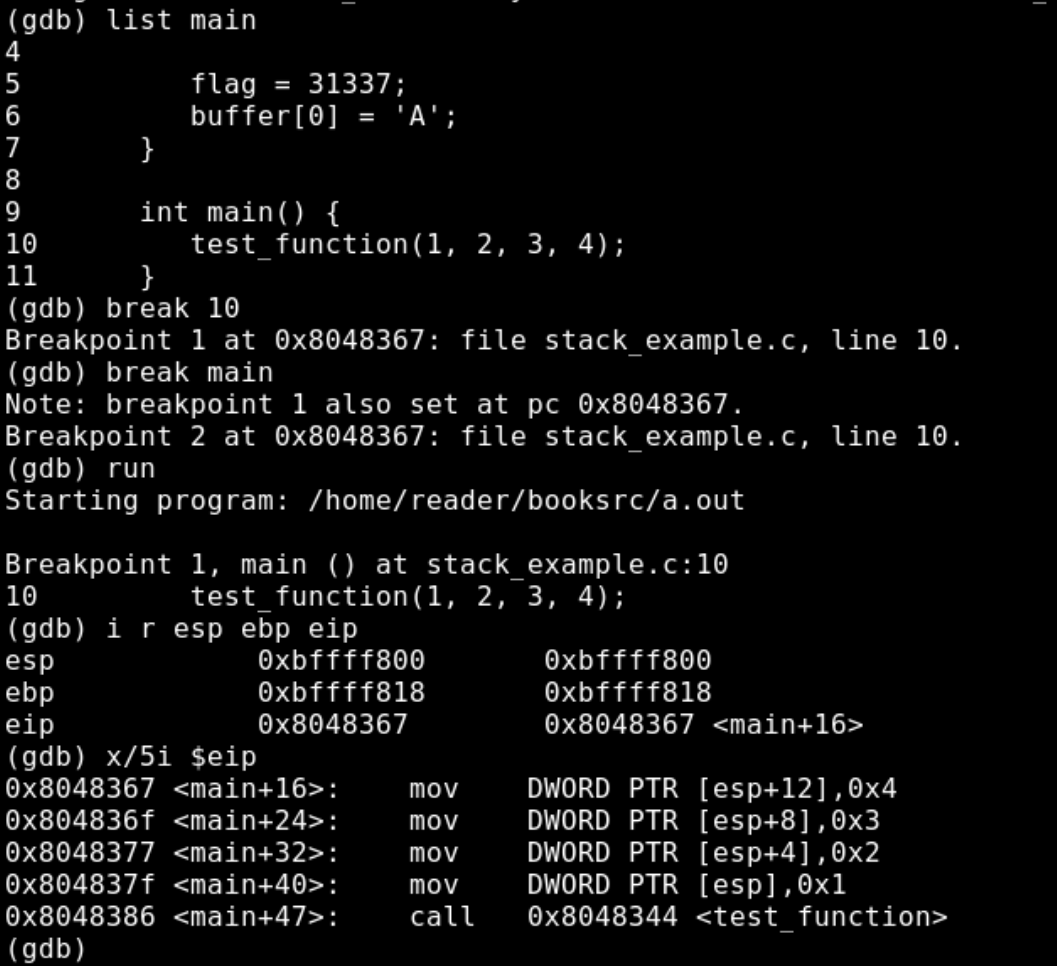 (gdb) list main
4
5          flag = 31337;
6          buffer[0] = 'A';
7       }
8
9       int main() {
10         test_function(1, 2, 3, 4);
11      }
(gdb) break 10
Breakpoint 1 at 0x8048367: file stack_example.c, line 10.
(gdb) break main
Note: breakpoint 1 also set at pc 0x8048367.
Breakpoint 2 at 0x8048367: file stack_example.c, line 10.
(gdb) run
Starting program: /home/reader/booksrc/a.out

Breakpoint 1, main () at stack_example.c:10
10         test_function(1, 2, 3, 4);
(gdb) i r esp ebp eip
esp            0xbffff800       0xbffff800
ebp            0xbffff818       0xbffff818
eip            0x8048367        0x8048367 <main+16>
(gdb) x/5i $eip
0x8048367 <main+16>:    mov    DWORD PTR [esp+12],0x4
0x804836f <main+24>:    mov    DWORD PTR [esp+8],0x3
0x8048377 <main+32>:    mov    DWORD PTR [esp+4],0x2
0x804837f <main+40>:    mov    DWORD PTR [esp],0x1
0x8048386 <main+47>:    call   0x8048344 <test_function>
(gdb)